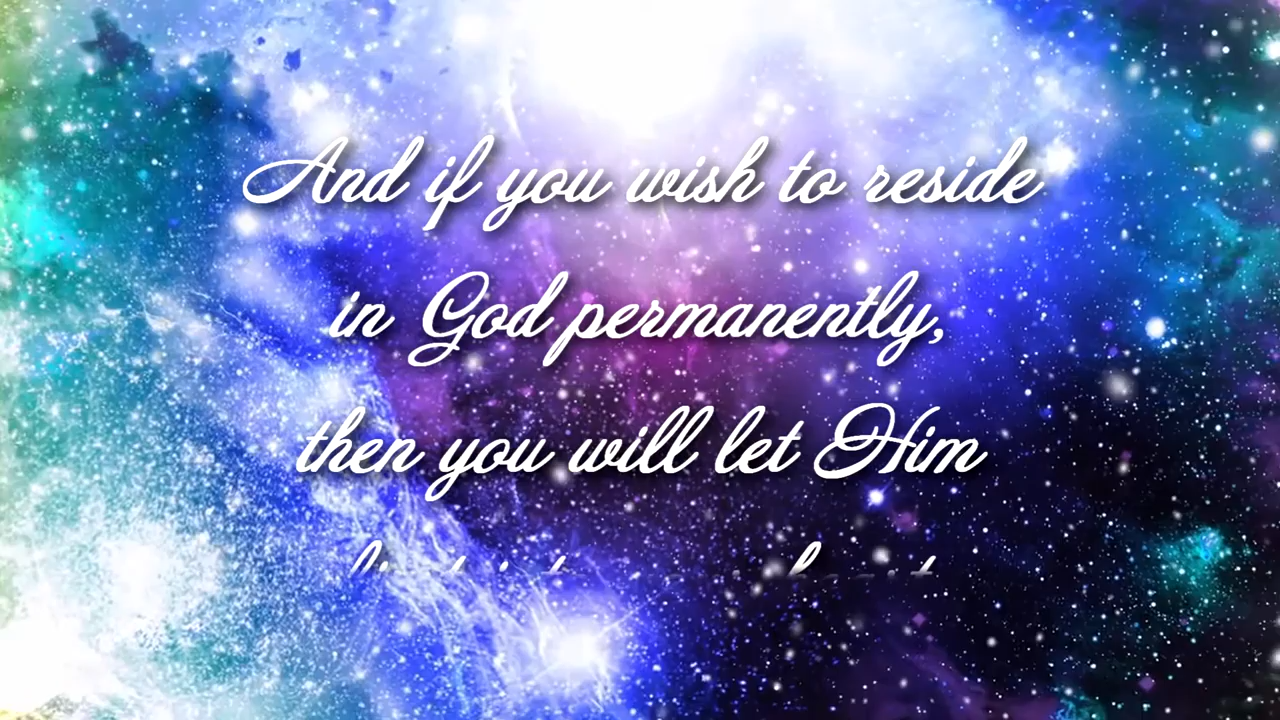 And if you wish to reside
in God permanently,
then you will let Him